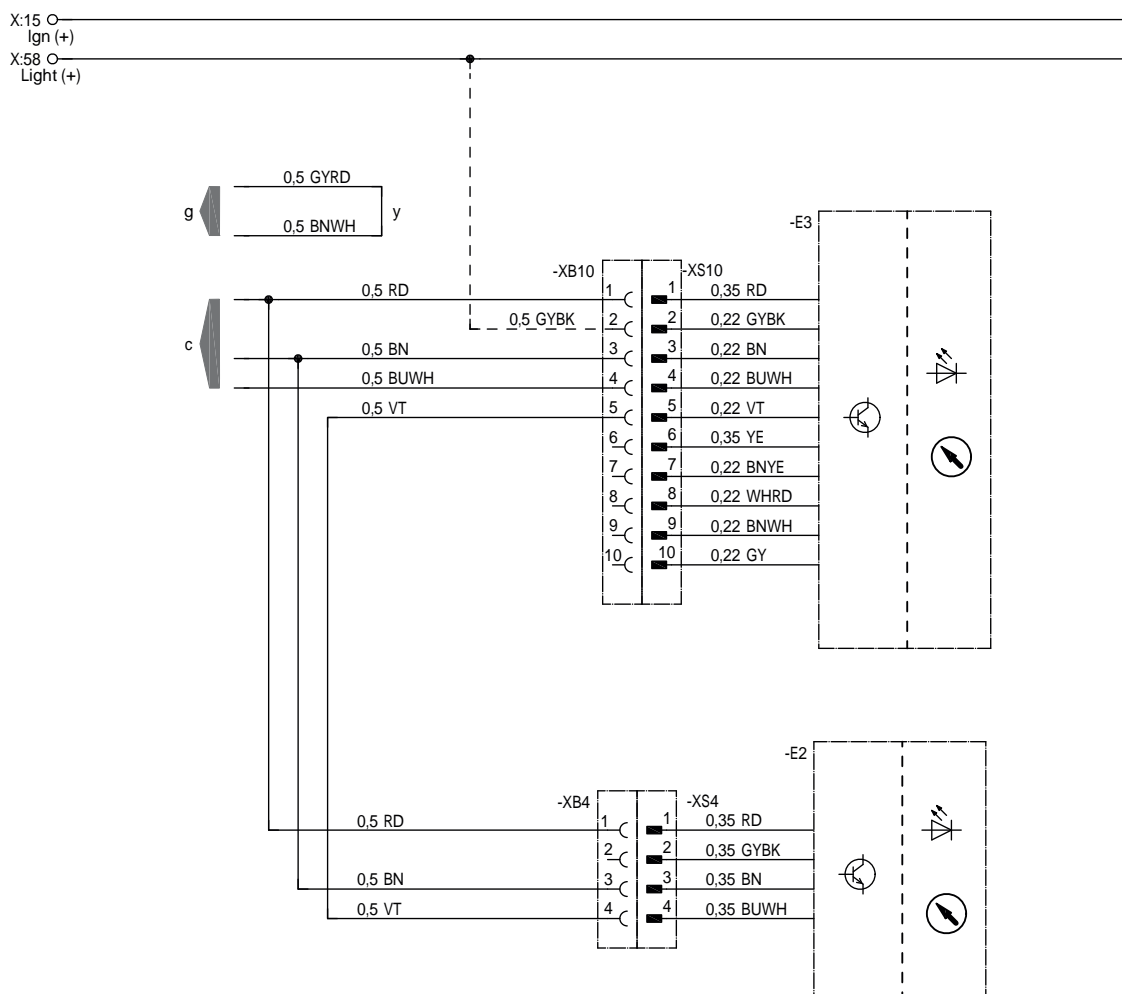 X:15
Ign (+)
X:58
Light (+)
0,5 GYRD
g
y
0,5 BNWH
-E3
-XB10
-XS10
0,5 RD
1
1
0,35 RD
0,5 GYBK
2
2
0,22 GYBK
c
0,5 BN
3
3
0,22 BN
0,5 BUWH
4
4
0,22 BUWH
0,5 VT
5
5
0,22 VT
6
6
0,35 YE
7
7
0,22 BNYE
8
8
0,22 WHRD
9
9
0,22 BNWH
10
10
0,22 GY
-E2
-XB4
-XS4
0,5 RD
1
1
0,35 RD
2
2
0,35 GYBK
0,5 BN
3
3
0,35 BN
0,5 VT
4
4
0,35 BUWH